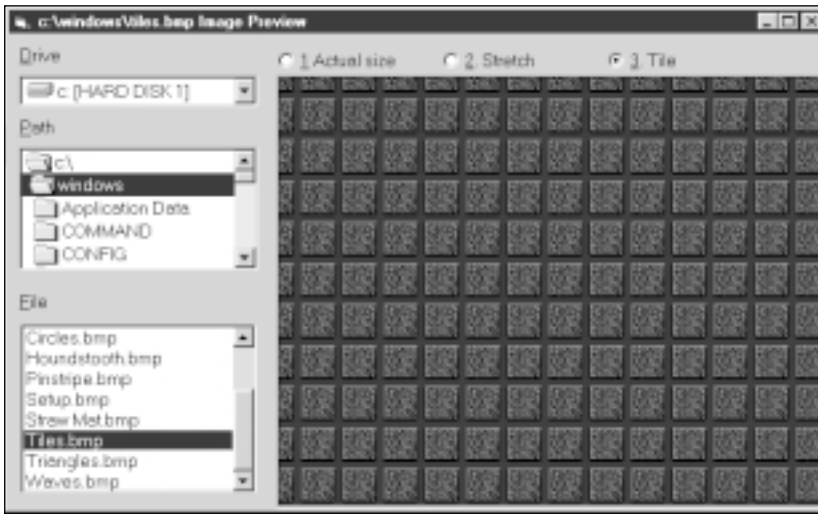 c:\windows\tiles.bmp Image Preview
Drive
c: [HARD DISK 1]
Path
c:\
windows
Application Data
COMMAND
CONFIG
File
Circles.bmp
Houndstooth.bmp
Pinstripe.bmp
Setup.bmp
Straw Mat.bmp
Tiles.bmp
Triangles.bmp
Waves.bmp
1. Actual size 2. Stretch 3. Tile